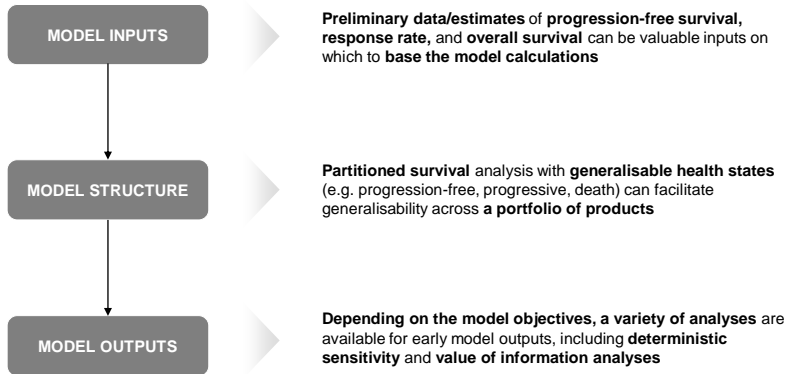 MODEL INPUTS
Preliminary data/estimates of progression-free survival,
response rate, and overall survival can be valuable inputs on
which to base the model calculations
MODEL STRUCTURE
Partitioned survival analysis with generalisable health states
(e.g. progression-free, progressive, death) can facilitate
generalisability across a portfolio of products
MODEL OUTPUTS
Depending on the model objectives, a variety of analyses are
available for early model outputs, including deterministic
sensitivity and value of information analyses